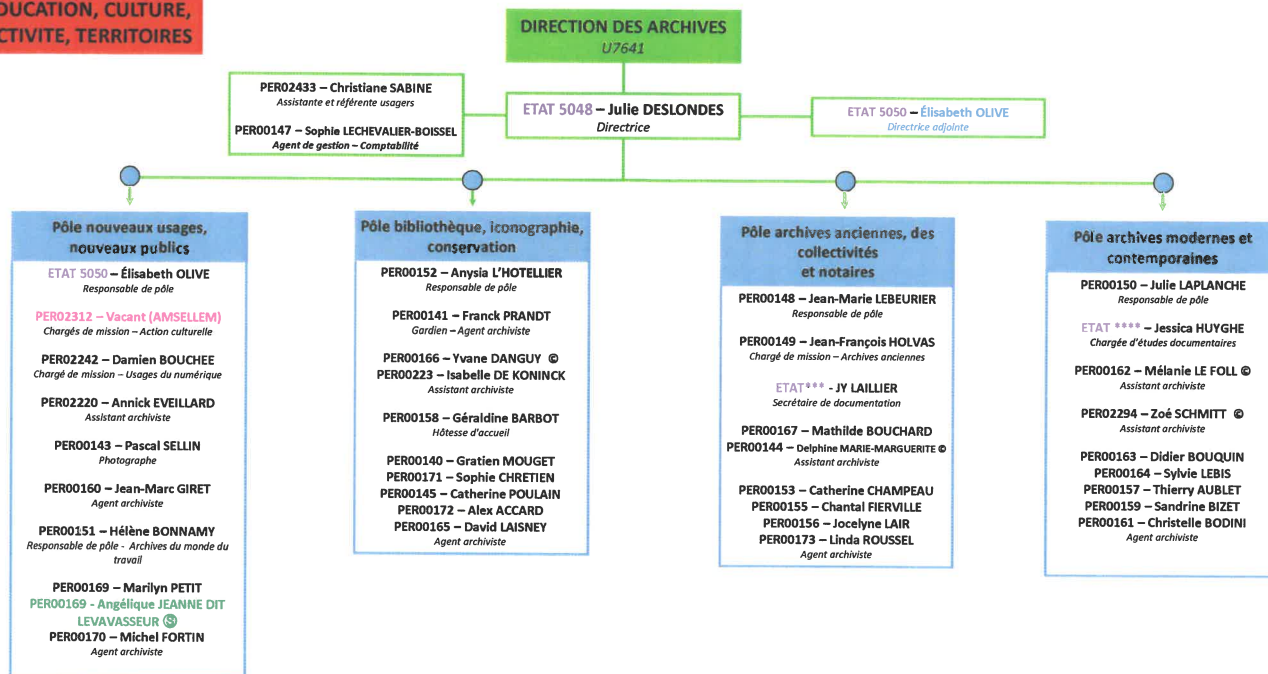 CULTURE,
TERRITOIRES
DIRECTION DES ARCHIVES
U7641
PER02433 – Christiane SABINE
Assistante et référente usagers
PER00147 – Sophie LECHEVALIER-BOISSEL
Agent de gestion – Comptabilité
ETAT 5048 – Julie DESLONDES
Directrice
ETAT 5050 – Élisabeth OLIVE
Directrice adjointe
Pôle nouveaux usages,
nouveaux publics
ETAT 5050 – Élisabeth OLIVE
Responsable de pôle
PER02312 – Vacant (AMSELLEM)
Chargés de mission – Action culturelle
PER02242 – Damien BOUCHEE
Chargé de mission – Usages du numérique
PER02220 – Annick EVEILLARD
Assistant archiviste
PER00143 – Pascal SELLIN
Photographe
PER00160 – Jean-Marc GIRET
Agent archiviste
PER00151 – Hélène BONNAMY
Responsable de pôle - Archives du monde du
travail
PER00169 – Marilyn PETIT
PER00169 - Angélique JEANNE DIT
LEVAVASSEUR Ⓢ
PER00170 – Michel FORTIN
Agent archiviste
Pôle bibliothèque, iconographie,
conservation
PER00152 – Anysia L'HOTELLIER
Responsable de pôle
PER00141 – Franck PRANDT
Gardien – Agent archiviste
PER00166 – Yvane DANGUY ©
PER00223 – Isabelle DE KONINCK
Assistant archiviste
PER00158 – Géraldine BARBOT
Hôtesse d'accueil
PER00140 – Gratien MOUGET
PER00171 – Sophie CHRETIEN
PER00145 – Catherine POULAIN
PER00172 – Alex ACCARD
PER00165 – David LAISNEY
Agent archiviste
Pôle archives anciennes, des
collectivités
et notaires
PER00148 – Jean-Marie LEBEURIER
Responsable de pôle
PER00149 – Jean-François HOLVAS
Chargé de mission – Archives anciennes
ETAT*** - JY LAILLIER
Secrétaire de documentation
PER00167 – Mathilde BOUCHARD
PER00144 – Delphine MARIE-MARGUERITE ©
Assistant archiviste
PER00153 – Catherine CHAMPEAU
PER00155 – Chantal FIERVILLE
PER00156 – Jocelyne LAIR
PER00173 – Linda ROUSSEL
Agent archiviste
Pôle archives modernes et
contemporaines
PER00150 – Julie LAPLANCHE
Responsable de pôle
ETAT **** – Jessica HUYGHE
Chargée d'études documentaires
PER00162 – Mélanie LE FOLL ©
Assistant archiviste
PER02294 – Zoé SCHMITT ©
Assistant archiviste
PER00163 – Didier BOUQUIN
PER00164 – Sylvie LEBIS
PER00157 – Thierry AUBLET
PER00159 – Sandrine BIZET
PER00161 – Christelle BODINI
Agent archiviste